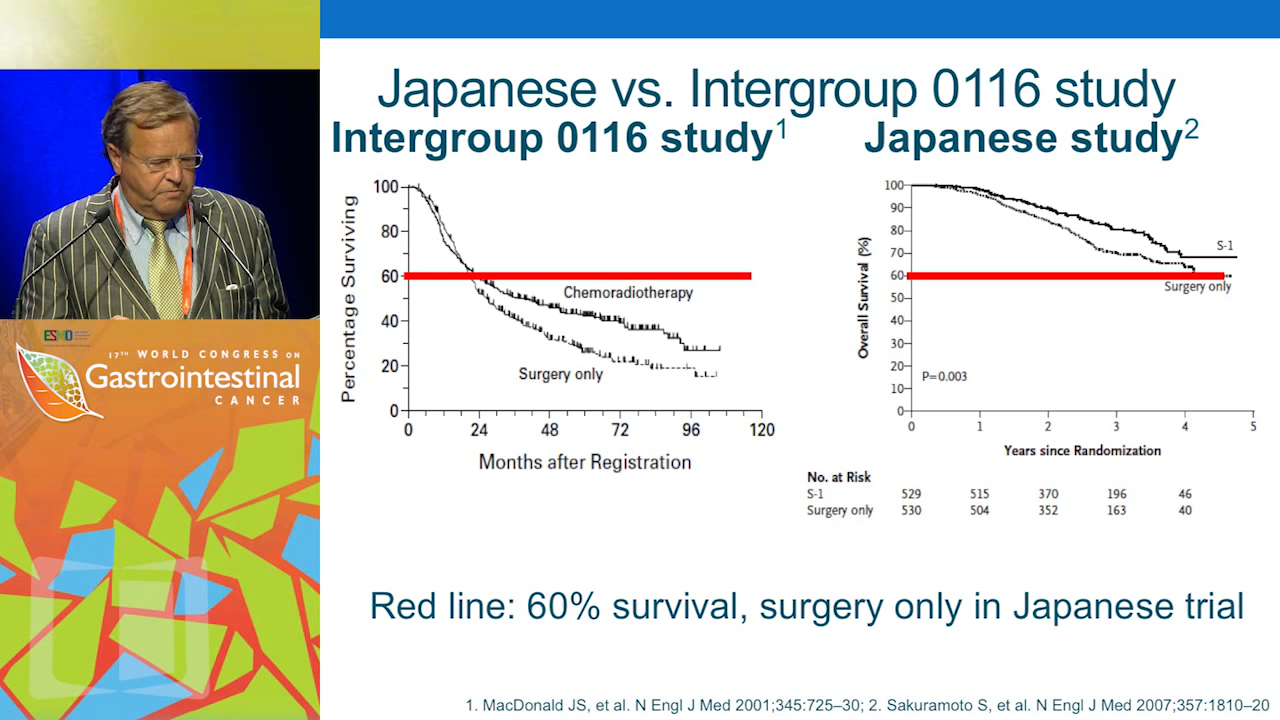 Japanese vs. Intergroup 0116 study
Intergroup 0116 study1
Japanese study2
Percentage Surviving
100
80
60
40
20
0
0 24 48 72 96 120
Months after Registration
Chemoradiotherapy
Surgery only
Overall Survival (%)
100
90
80
70
60
50
40
30
20
10
0
0 1 2 3 4 5
S-1
Surgery only
P=0.003
Years since Randomization
No. at Risk
S-1 529 515 370 196 46
Surgery only 530 504 352 163 40
Red line: 60% survival, surgery only in Japanese trial
1. MacDonald JS, et al. N Engl J Med 2001;345:725–30; 2. Sakuramoto S, et al. N Engl J Med 2007;357:1810–20
ESMO
17TH WORLD CONGRESS ON
Gastrointestinal
CANCER